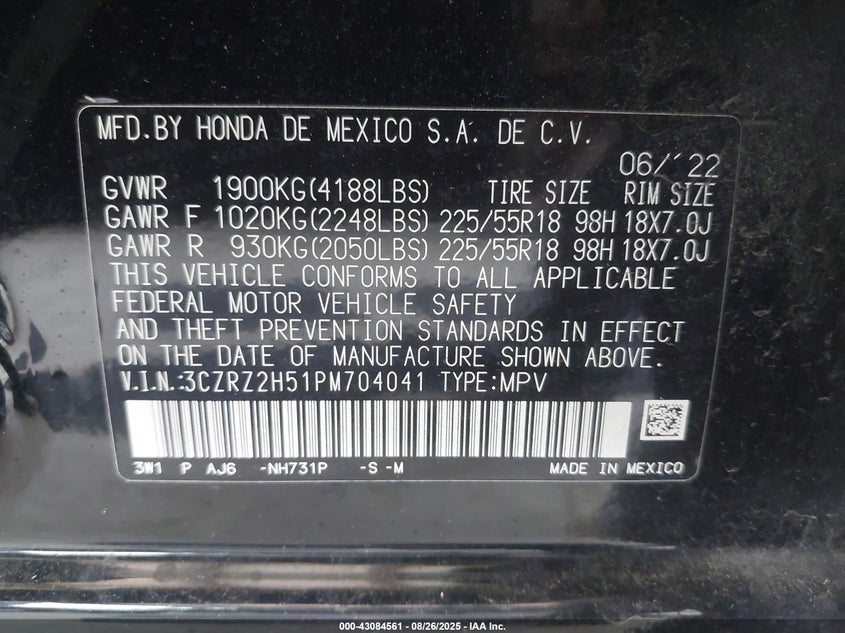 MFD.BY HONDA DE MEXICO S.A. DE C.V.
06/'22
GVWR 1900KG(4188LBS) TIRE SIZE RIM SIZE
GAWR F 1020KG(2248LBS) 225/55R18 98H 18X7.0J
GAWR R 930KG(2050LBS) 225/55R18 98H 18X7.0J
THIS VEHICLE CONFORMS TO ALL APPLICABLE
FEDERAL MOTOR VEHICLE SAFETY
AND THEFT PREVENTION STANDARDS IN EFFECT
ON THE DATE OF MANUFACTURE SHOWN ABOVE.
V.I.N.:3CZRZ2H51PM704041 TYPE:MPV
3W1 P AJ6 -NH731P -S -M MADE IN MEXICO
000-43084561 - 08/26/2025 - IAA Inc.